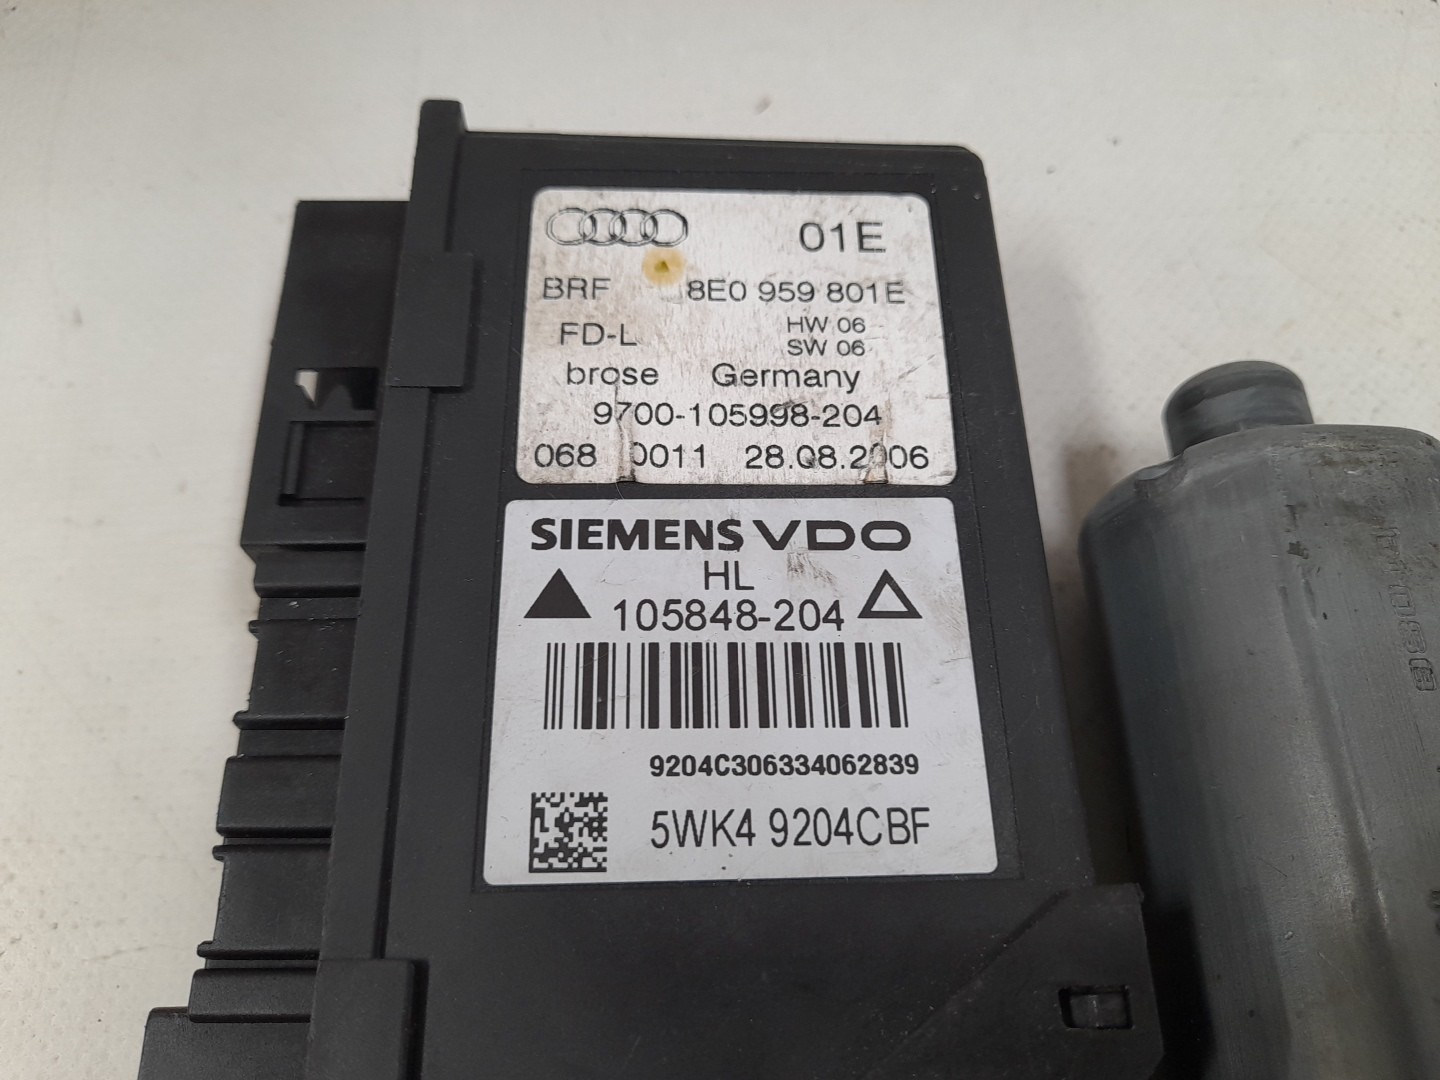 01E
BRF 8E0 959 801E
FD-L HW 06
SW 06
brose Germany
9700-105998-204
068 0011 28.08.2006
SIEMENS VDO
HL
105848-204
9204C306334062839
5WK4 9204CBF